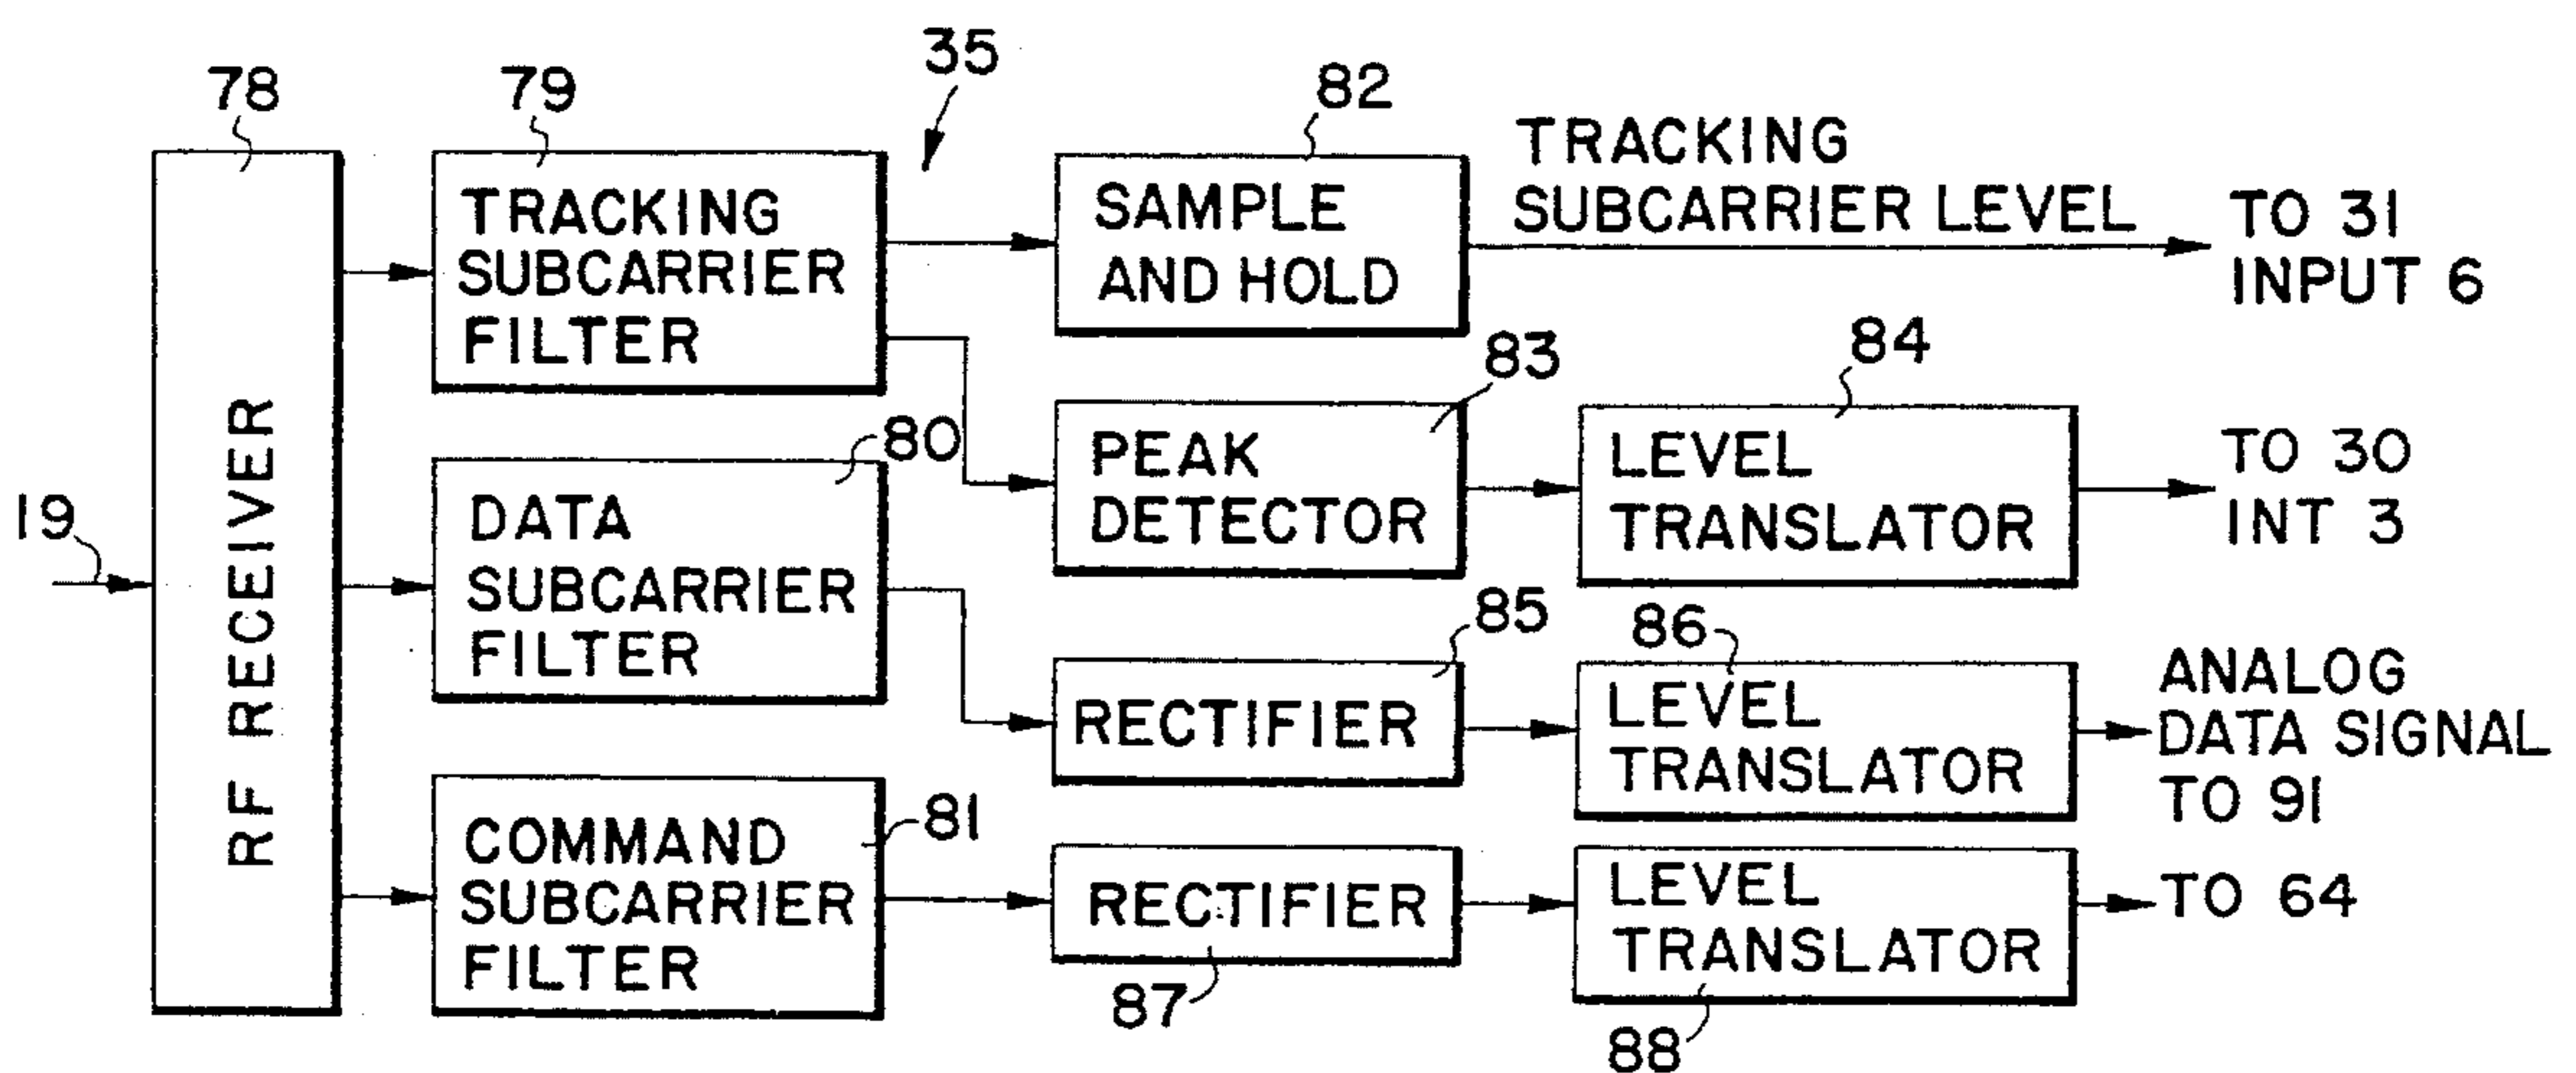 35
78
79
82
TRACKING
SUBCARRIER LEVEL
TO 31
INPUT 6
TRACKING
SUBCARRIER
FILTER
SAMPLE
AND HOLD
83
84
80
PEAK
DETECTOR
LEVEL
TRANSLATOR
TO 30
INT 3
19
RF RECEIVER
DATA
SUBCARRIER
FILTER
85
86
RECTIFIER
LEVEL
TRANSLATOR
ANALOG
DATA SIGNAL
TO 91
81
COMMAND
SUBCARRIER
FILTER
RECTIFIER
87
LEVEL
TRANSLATOR
88
TO 64